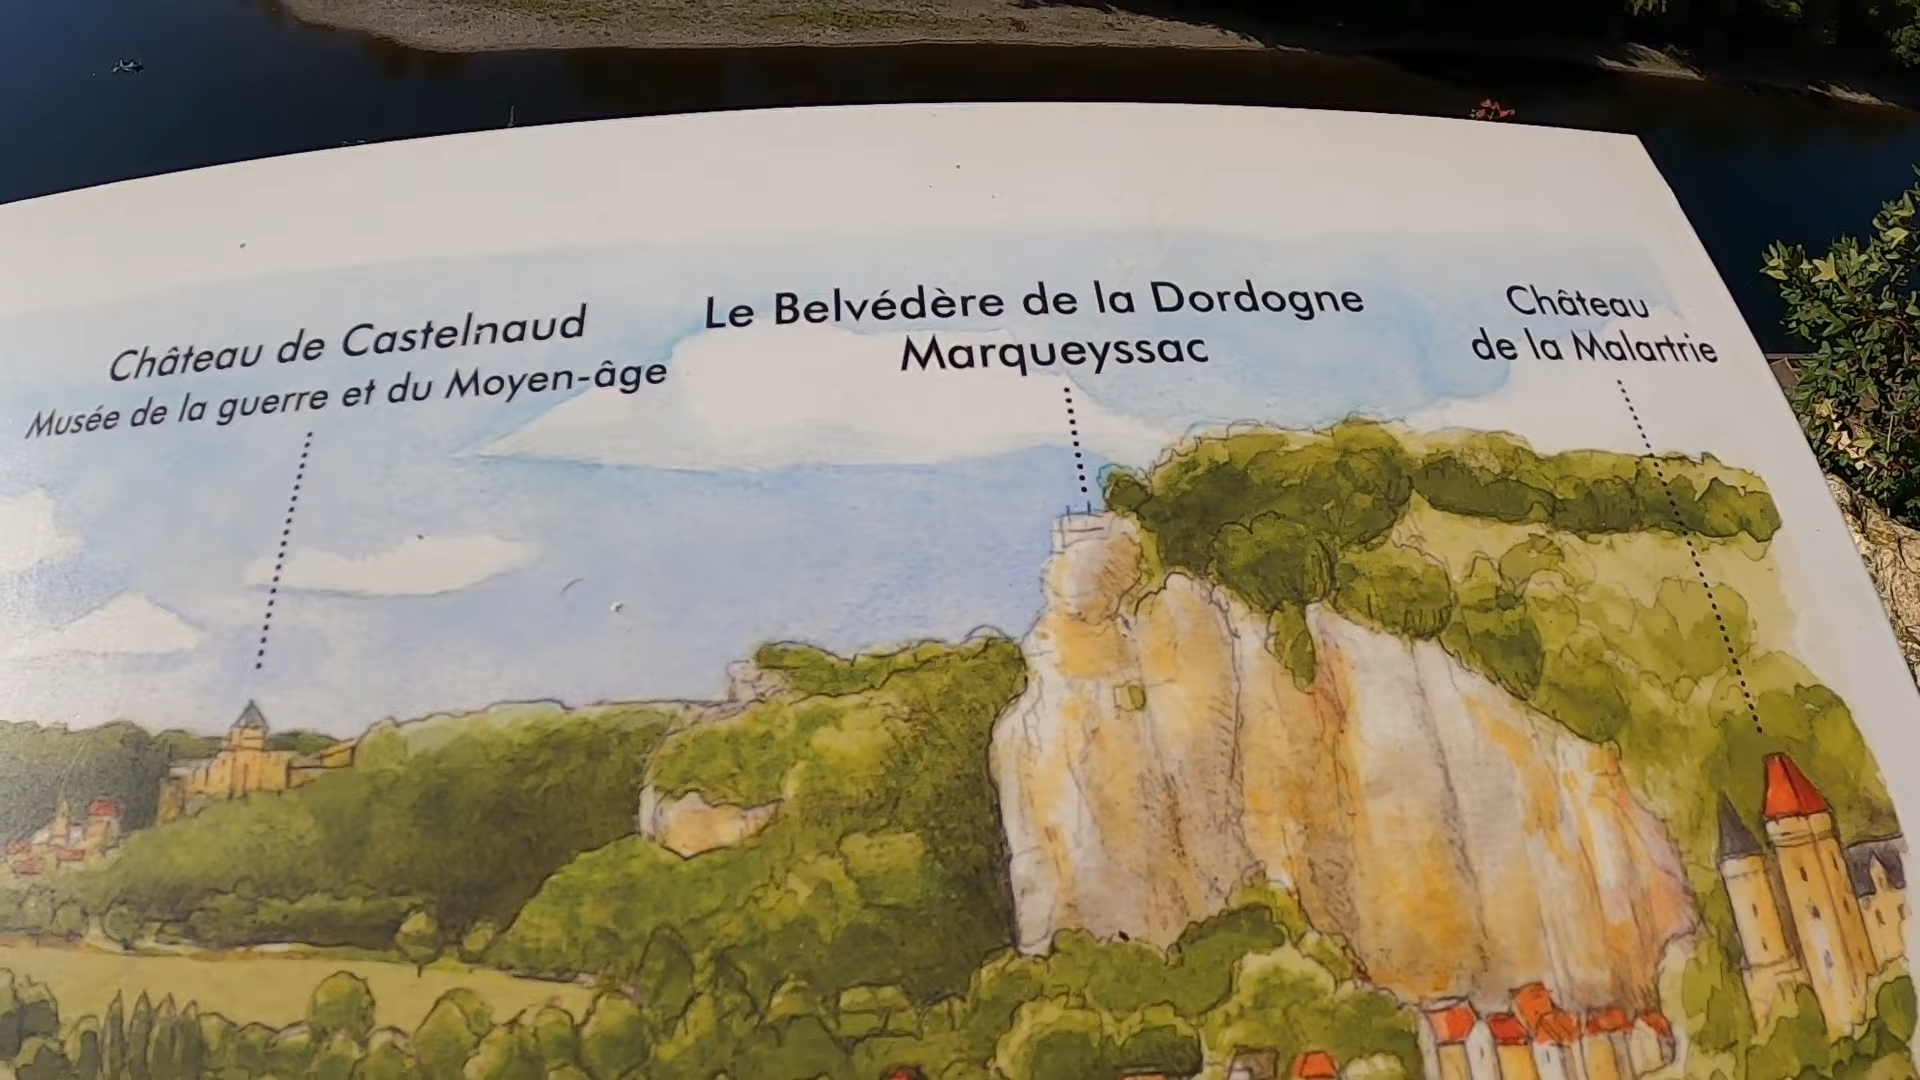 Château de Castelnaud
Musée de la guerre et du Moyen-âge
Le Belvédère de la Dordogne
Marqueyssac
Château
de la Malartrie